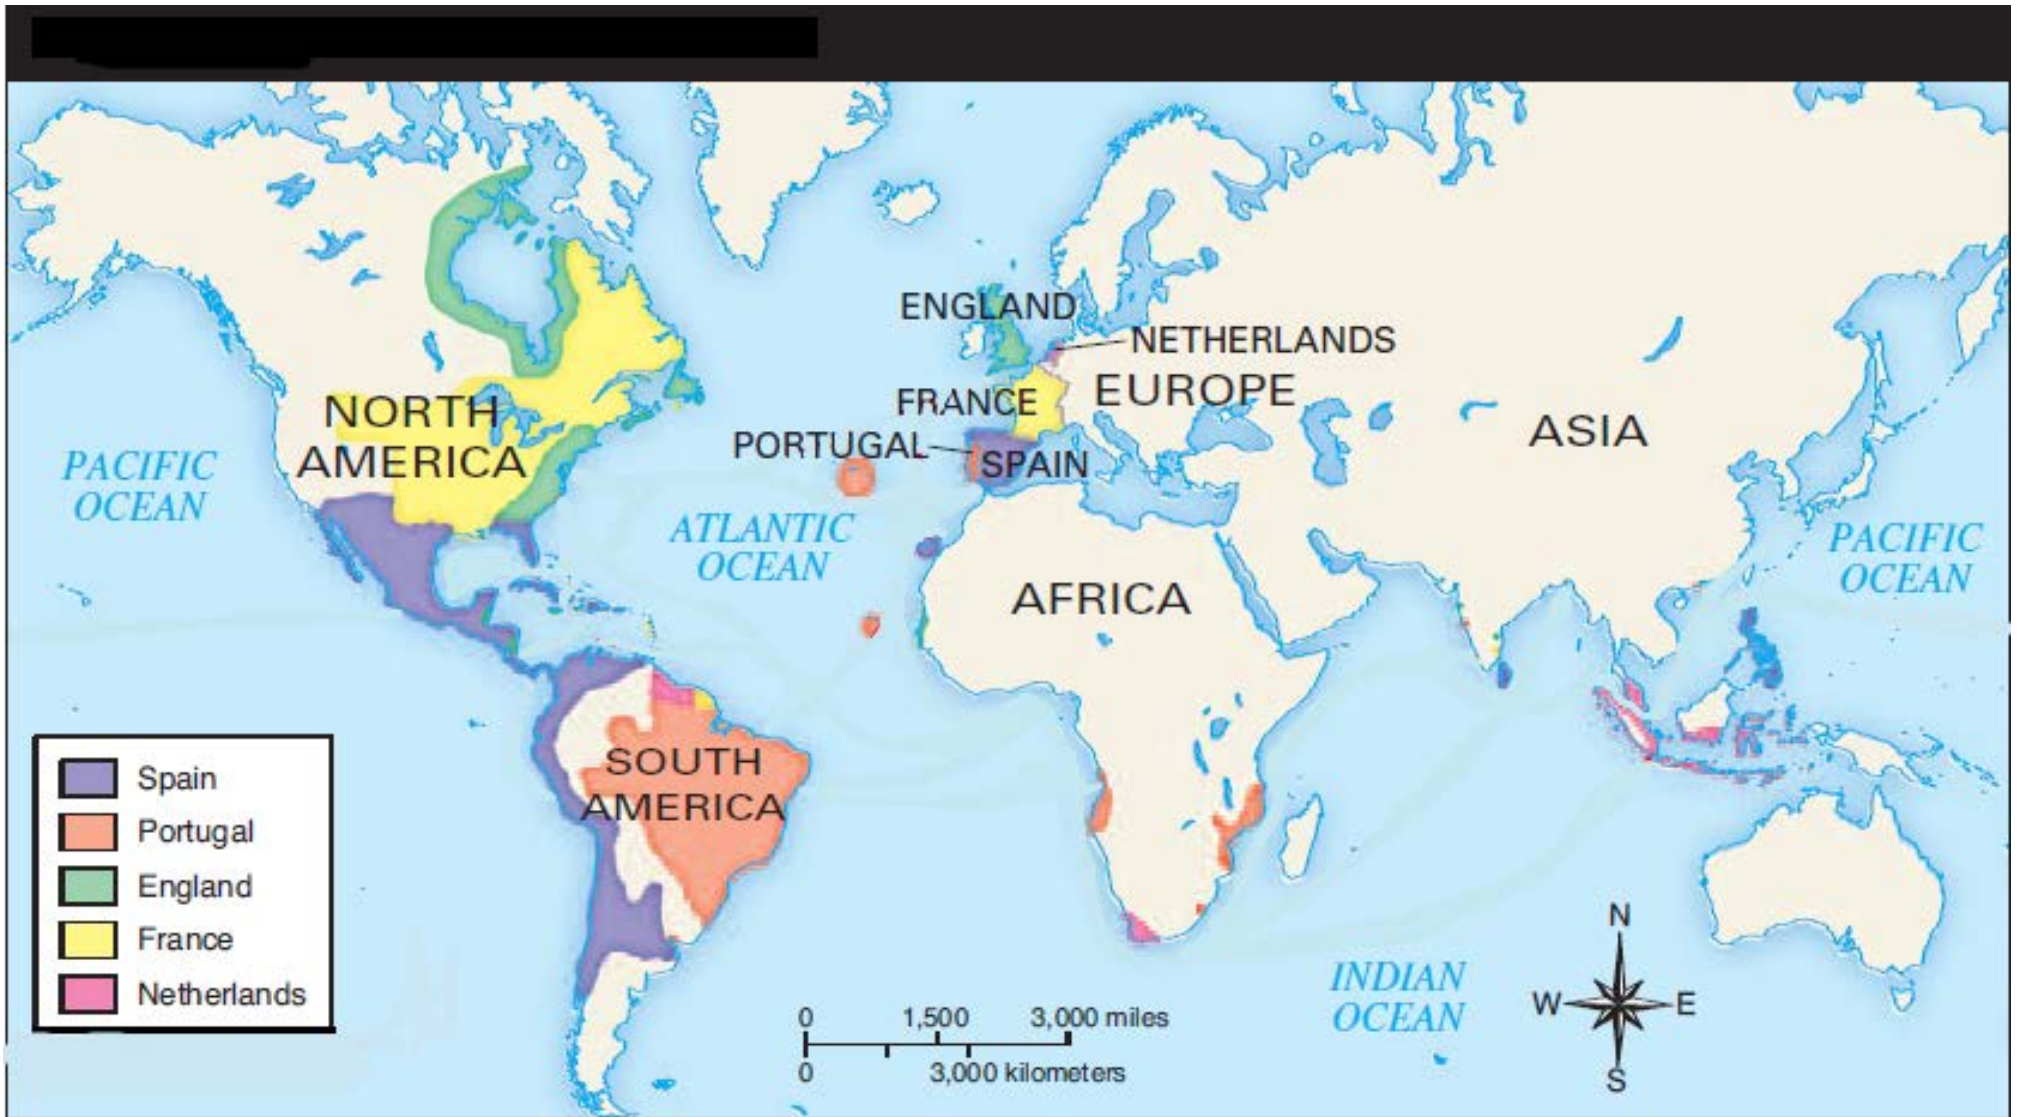 ENGLAND
NETHERLANDS
EUROPE
FRANCE
NORTH
AMERICA
ASIA
PORTUGAL
SPAIN
PACIFIC
OCEAN
ATLANTIC
OCEAN
PACIFIC
OCEAN
AFRICA
SOUTH
AMERICA
Spain
Portugal
England
France
Netherlands
INDIAN
OCEAN
N
W E
S
0 1,500 3,000 miles
0 3,000 kilometers